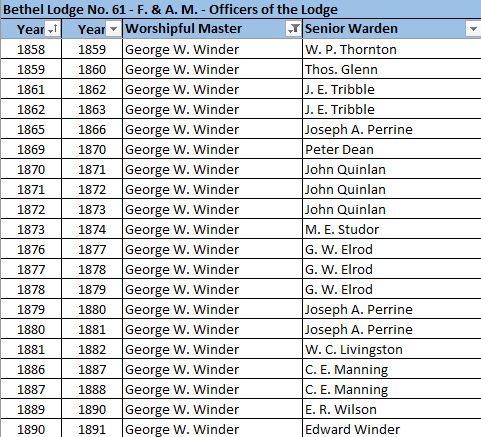 Bethel Lodge No. 61 - F. & A. M. - Officers of the Lodge
Year Year Worshipful Master Senior Warden
1858 1859 George W. Winder W. P. Thornton
1859 1860 George W. Winder Thos. Glenn
1861 1862 George W. Winder J. E. Tribble
1862 1863 George W. Winder J. E. Tribble
1865 1866 George W. Winder Joseph A. Perrine
1869 1870 George W. Winder Peter Dean
1870 1871 George W. Winder John Quinlan
1871 1872 George W. Winder John Quinlan
1872 1873 George W. Winder John Quinlan
1873 1874 George W. Winder M. E. Studor
1876 1877 George W. Winder G. W. Elrod
1877 1878 George W. Winder G. W. Elrod
1878 1879 George W. Winder G. W. Elrod
1879 1880 George W. Winder Joseph A. Perrine
1880 1881 George W. Winder Joseph A. Perrine
1881 1882 George W. Winder W. C. Livingston
1886 1887 George W. Winder C. E. Manning
1887 1888 George W. Winder C. E. Manning
1889 1890 George W. Winder E. R. Wilson
1890 1891 George W. Winder Edward Winder